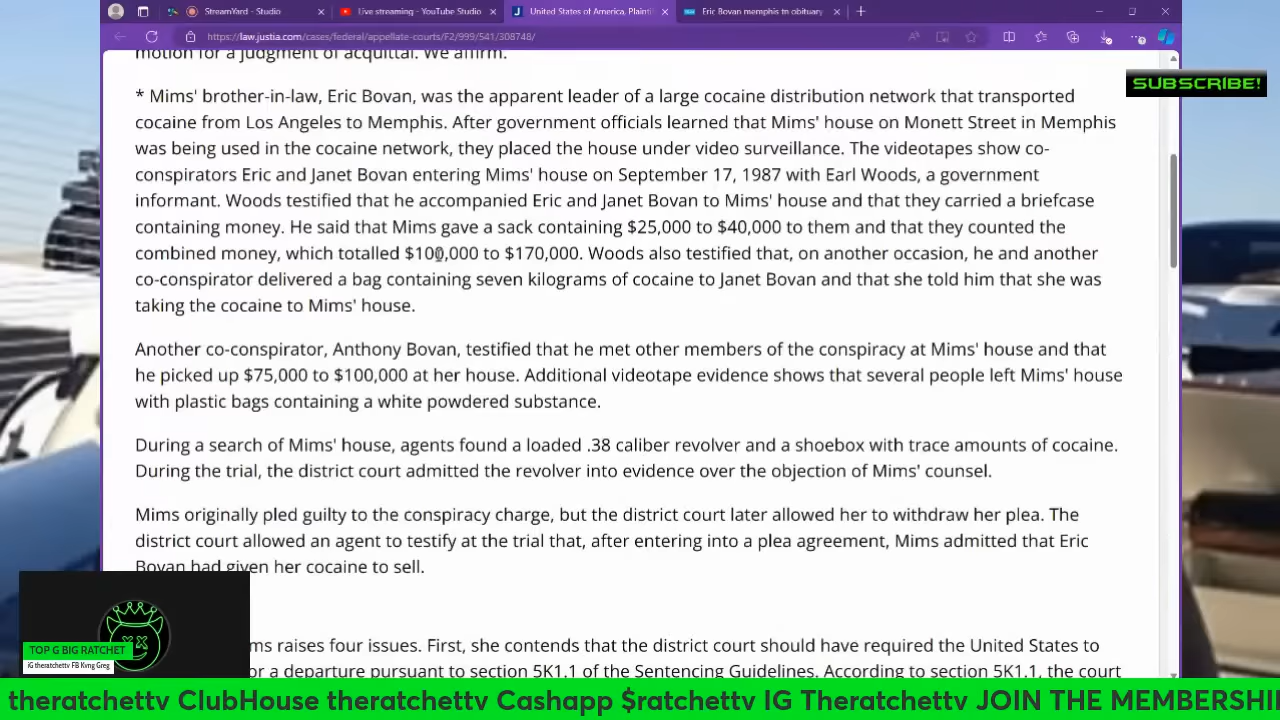 StreamYard - Studio
Live streaming - YouTube Studio
United States of America, Plaintiff
Eric Bovan memphis tn obituary
https://law.justia.com/cases/federal/appellate-courts/F2/999/541/308748/
SUBSCRIBE!
motion for a judgment of acquittal. We affirm.
* Mims' brother-in-law, Eric Bovan, was the apparent leader of a large cocaine distribution network that transported
cocaine from Los Angeles to Memphis. After government officials learned that Mims' house on Monett Street in Memphis
was being used in the cocaine network, they placed the house under video surveillance. The videotapes show co-
conspirators Eric and Janet Bovan entering Mims' house on September 17, 1987 with Earl Woods, a government
informant. Woods testified that he accompanied Eric and Janet Bovan to Mims' house and that they carried a briefcase
containing money. He said that Mims gave a sack containing $25,000 to $40,000 to them and that they counted the
combined money, which totalled $100,000 to $170,000. Woods also testified that, on another occasion, he and another
co-conspirator delivered a bag containing seven kilograms of cocaine to Janet Bovan and that she told him that she was
taking the cocaine to Mims' house.
Another co-conspirator, Anthony Bovan, testified that he met other members of the conspiracy at Mims' house and that
he picked up $75,000 to $100,000 at her house. Additional videotape evidence shows that several people left Mims' house
with plastic bags containing a white powdered substance.
During a search of Mims' house, agents found a loaded .38 caliber revolver and a shoebox with trace amounts of cocaine.
During the trial, the district court admitted the revolver into evidence over the objection of Mims' counsel.
Mims originally pled guilty to the conspiracy charge, but the district court later allowed her to withdraw her plea. The
district court allowed an agent to testify at the trial that, after entering into a plea agreement, Mims admitted that Eric
Bovan had given her cocaine to sell.
ms raises four issues. First, she contends that the district court should have required the United States to
or a departure pursuant to section 5K1.1 of the Sentencing Guidelines. According to section 5K1.1, the court
TOP G BIG RATCHET
iG theratchettv FB Kvng Greg
theratchettv ClubHouse theratchettv Cashapp $ratchettv IG Theratchettv JOIN THE MEMBERSHI